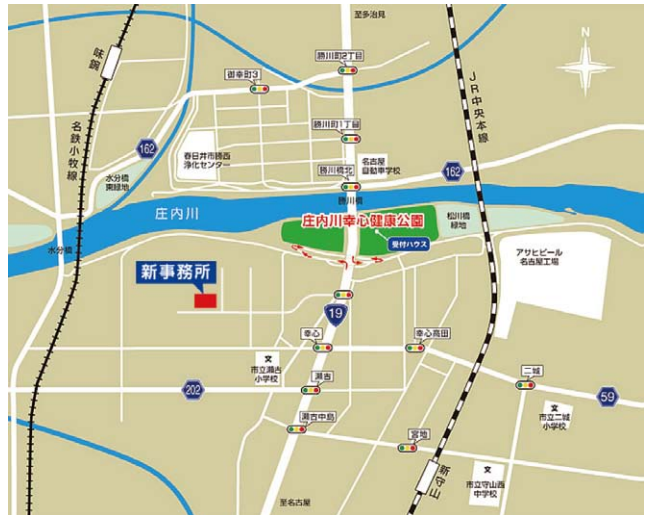 至多治見
勝川町2丁目
味鋺
御幸町3
N
JR中央本線
名鉄小牧線
勝川町1丁目
162
春日井市勝西
浄化センター
名古屋
自動車学校
162
水分橋
東緑地
勝川橋北
勝川橋
庄内川
庄内川幸心健康公園
松川橋
緑地
受付ハウス
水分橋
アサヒビール
名古屋工場
新事務所
19
幸心
幸心高田
文
市立瀬古
小学校
202
瀬古
二城
59
文
市立二城
小学校
瀬古中島
宮地
新守山
文
市立守山西
中学校
至名古屋